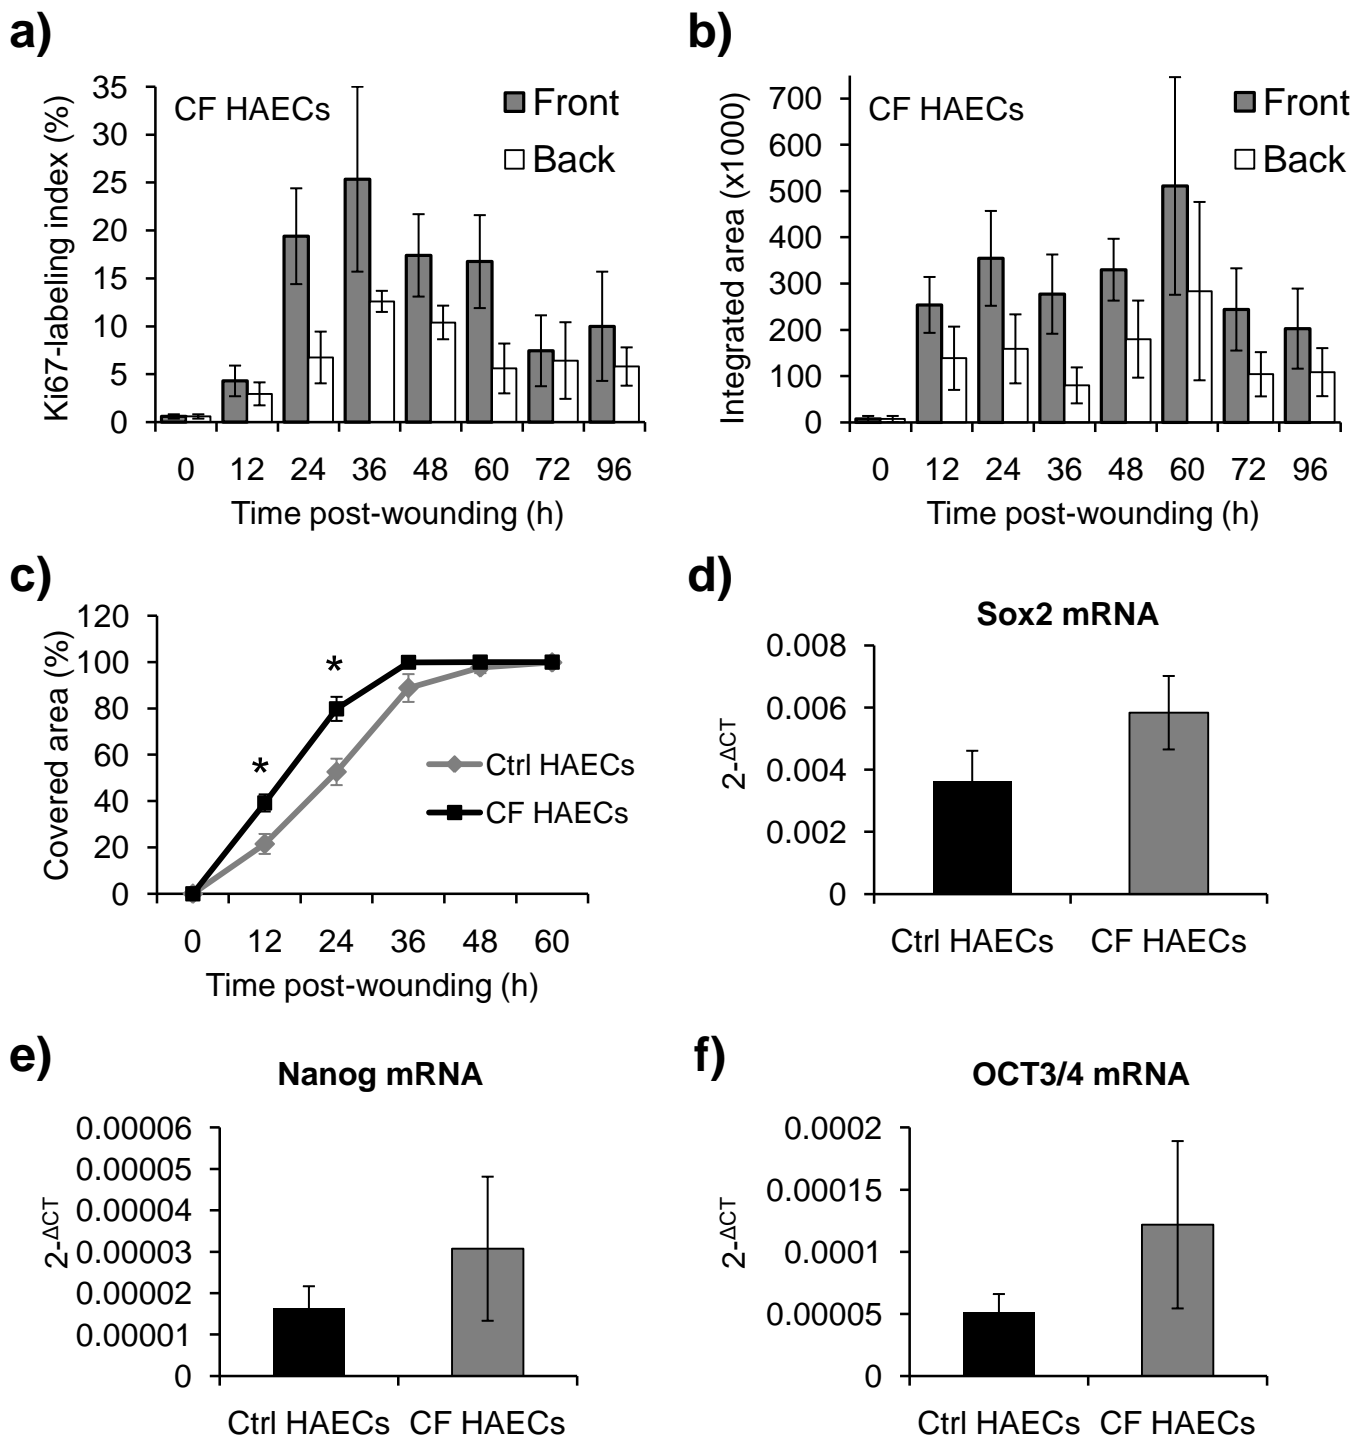 a)
Ki67-labeling index (%)
35
30
25
20
15
10
5
0
CF HAECs
Front
Back
0 12 24 36 48 60 72 96
Time post-wounding (h)
b)
Integrated area (x1000)
700
600
500
400
300
200
100
0
CF HAECs
Front
Back
0 12 24 36 48 60 72 96
Time post-wounding (h)
c)
Covered area (%)
120
100
80
60
40
20
0
*
*
Ctrl HAECs
CF HAECs
0 12 24 36 48 60
Time post-wounding (h)
d)
Sox2 mRNA
2-ΔCT
0.008
0.006
0.004
0.002
0
Ctrl HAECs CF HAECs
e)
Nanog mRNA
2-ΔCT
0.00006
0.00005
0.00004
0.00003
0.00002
0.00001
0
Ctrl HAECs CF HAECs
f)
OCT3/4 mRNA
2-ΔCT
0.0002
0.00015
0.0001
0.00005
0
Ctrl HAECs CF HAECs